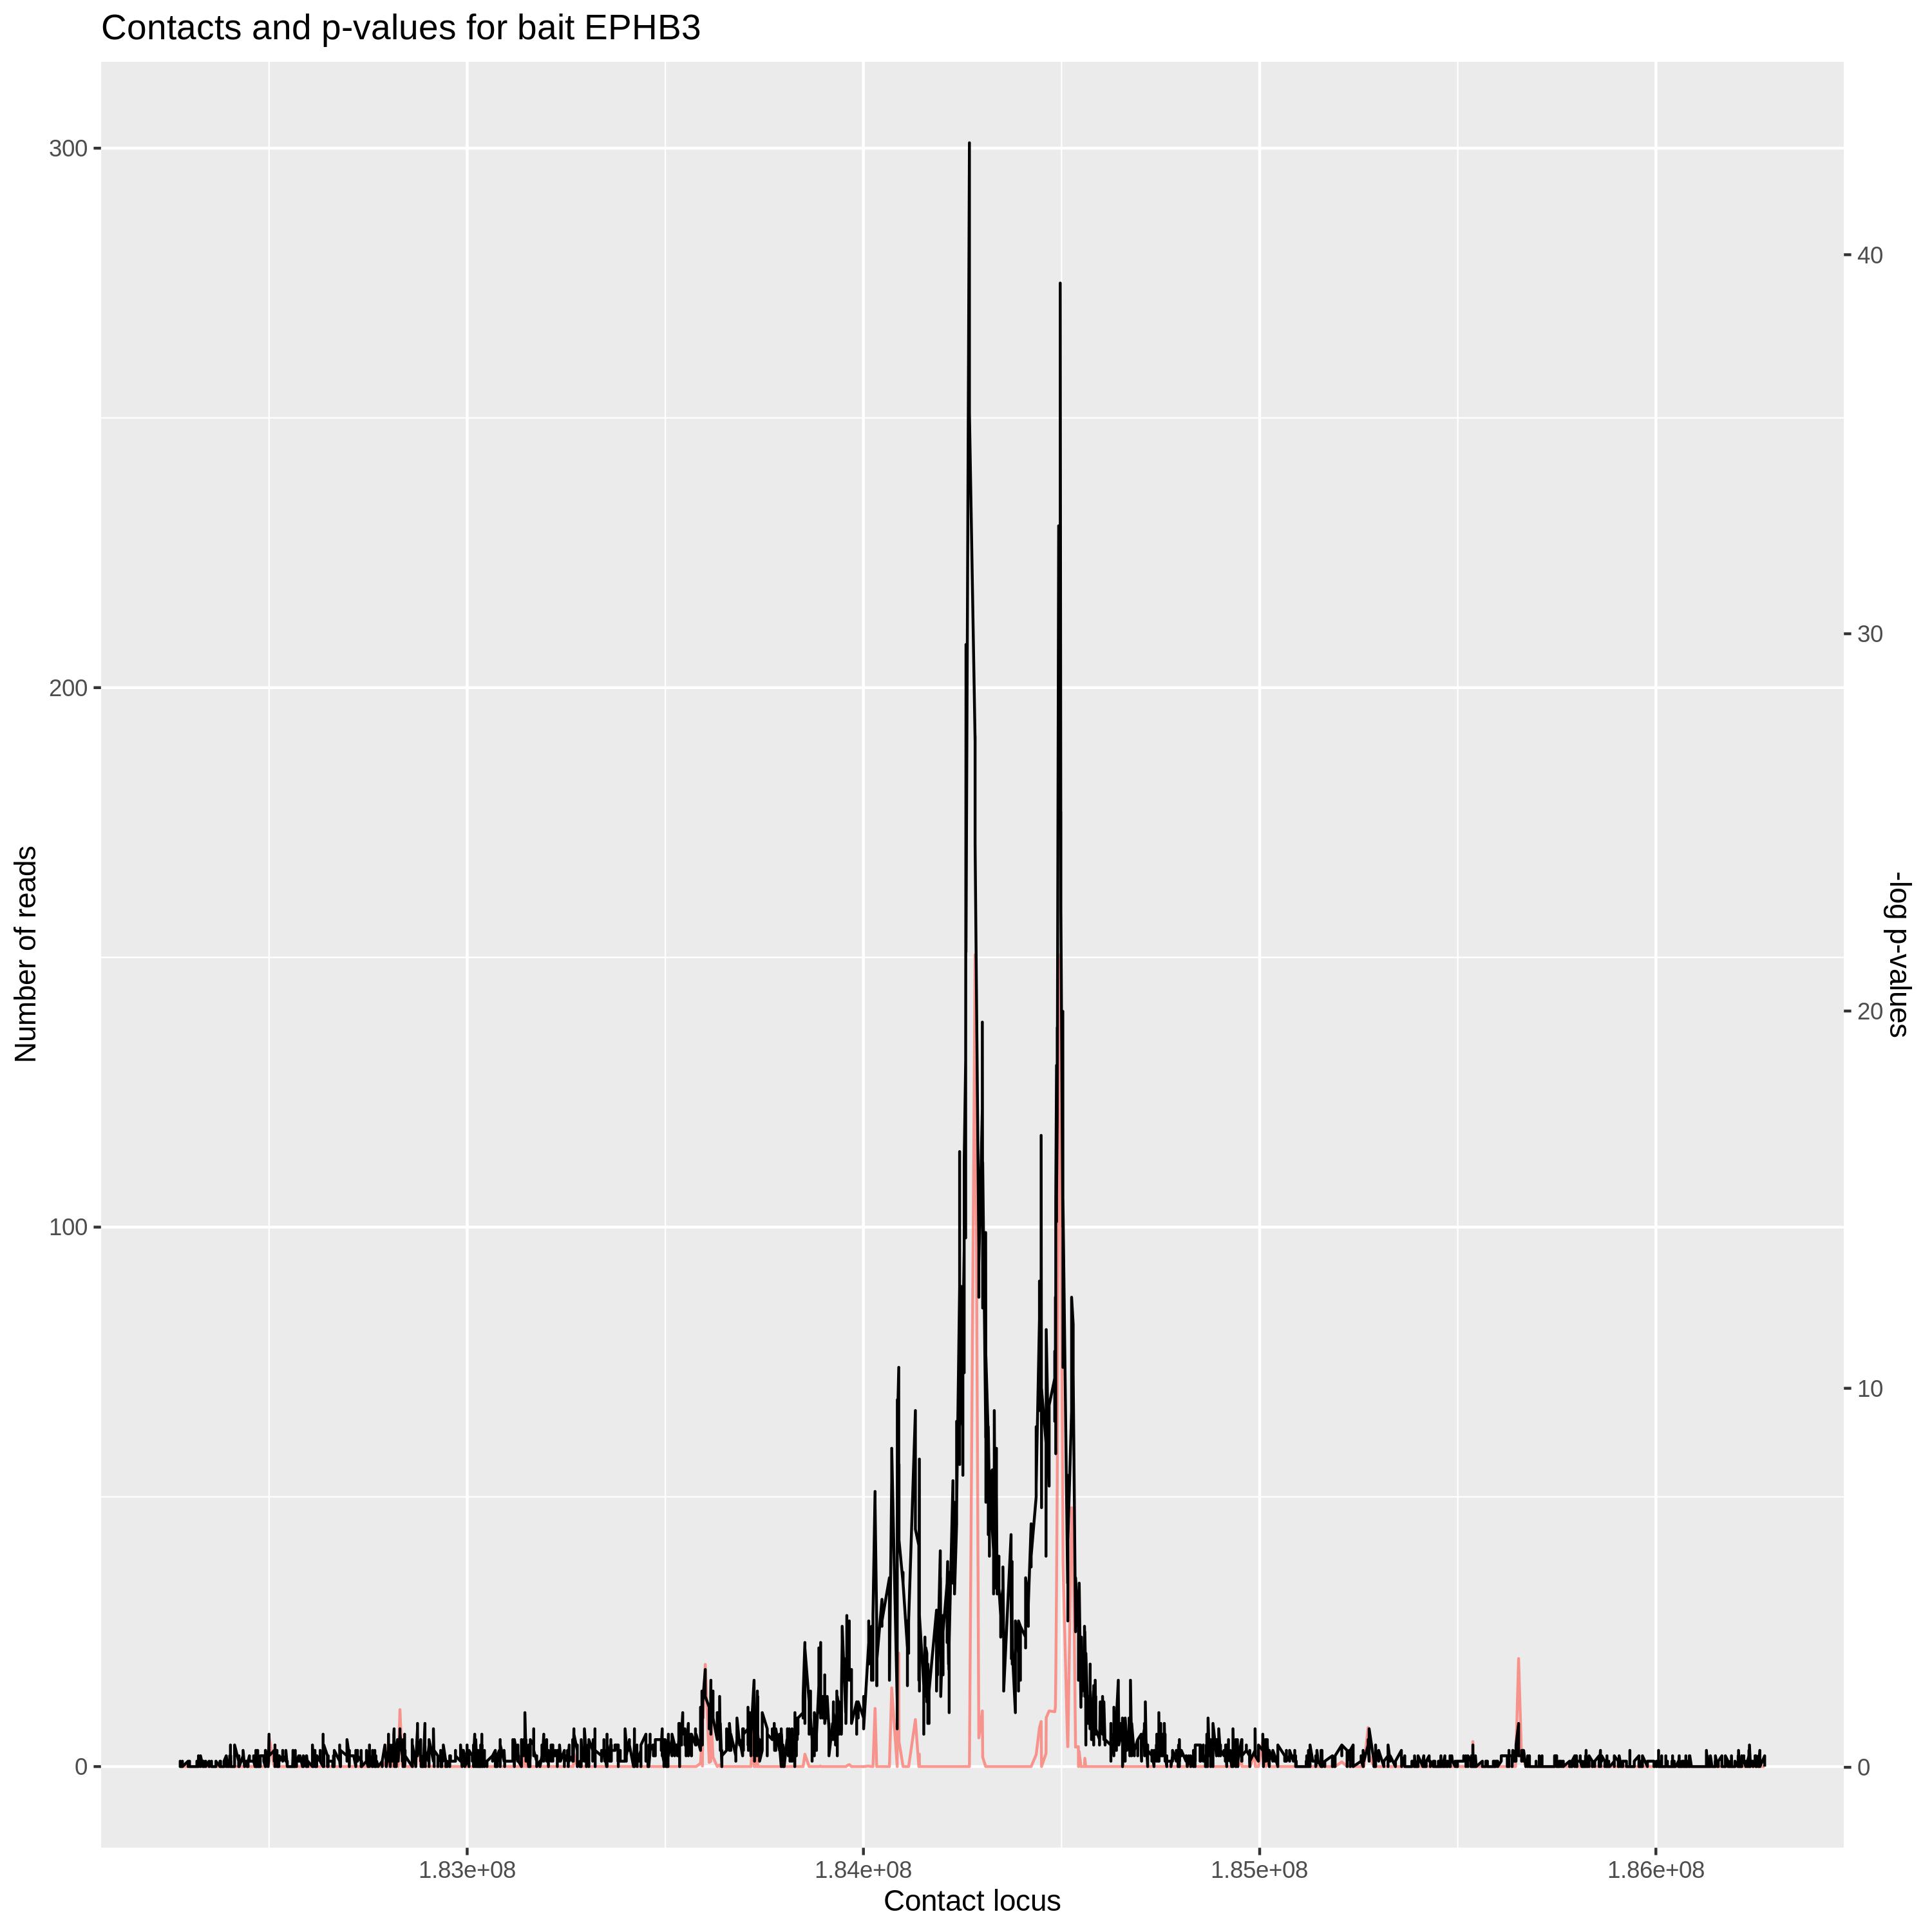 Contacts and p-values for bait EPHB3
300
200
100
0
Number of reads
40
30
20
10
0
-log p-values
1.83e+08
1.84e+08
1.85e+08
1.86e+08
Contact locus